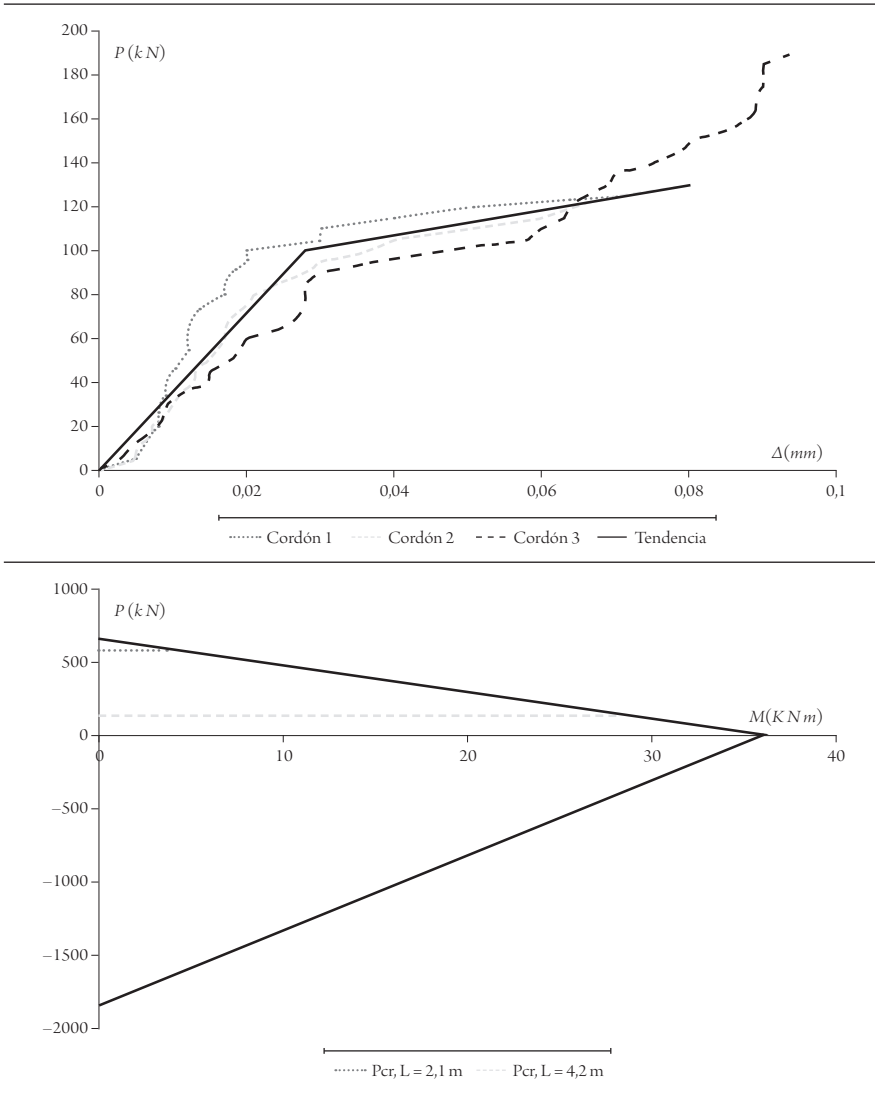 200
P (k N)
180
160
140
120
100
80
60
40
20
0
Δ(mm)
0 0,02 0,04 0,06 0,08 0,1
Cordón 1 Cordón 2 Cordón 3 Tendencia
1000
P (k N)
500
M(K N m)
0
0 10 20 30 40
–500
–1000
–1500
–2000
Pcr, L = 2,1 m Pcr, L = 4,2 m